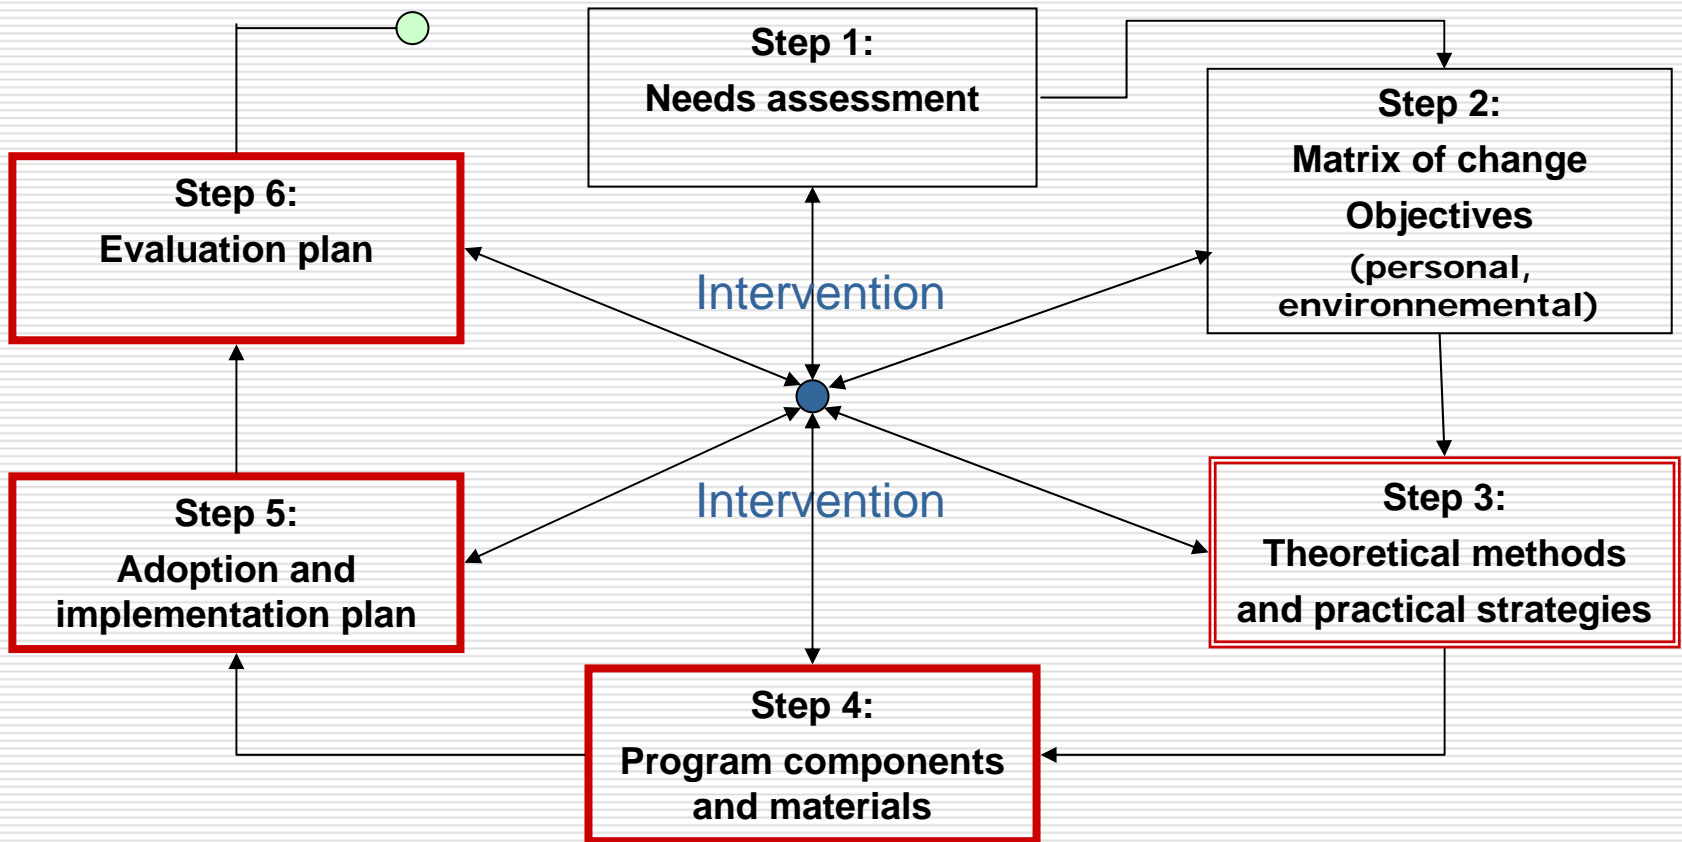 Step 1:
Needs assessment
Step 2:
Matrix of change
Objectives
(personal,
environnemental)
Step 6:
Evaluation plan
Intervention
Intervention
Step 3:
Theoretical methods
and practical strategies
Step 5:
Adoption and
implementation plan
Step 4:
Program components
and materials